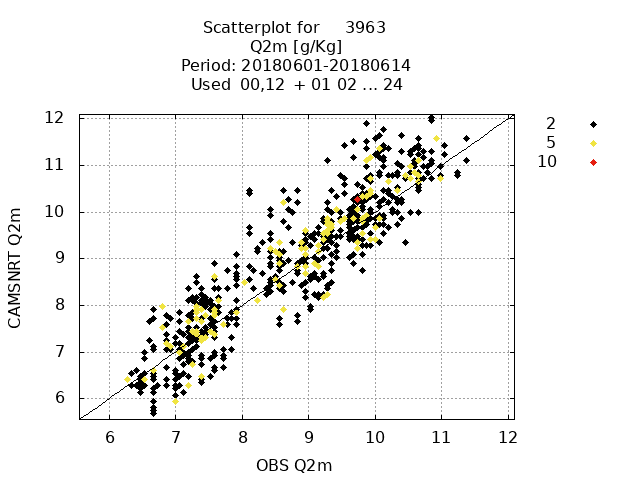 Scatterplot for 3963
Q2m [g/Kg]
Period: 20180601-20180614
Used 00,12 + 01 02 ... 24
12
11
10
9
8
7
6
CAMSNRT Q2m
6 7 8 9 10 11 12
OBS Q2m
2
5
10